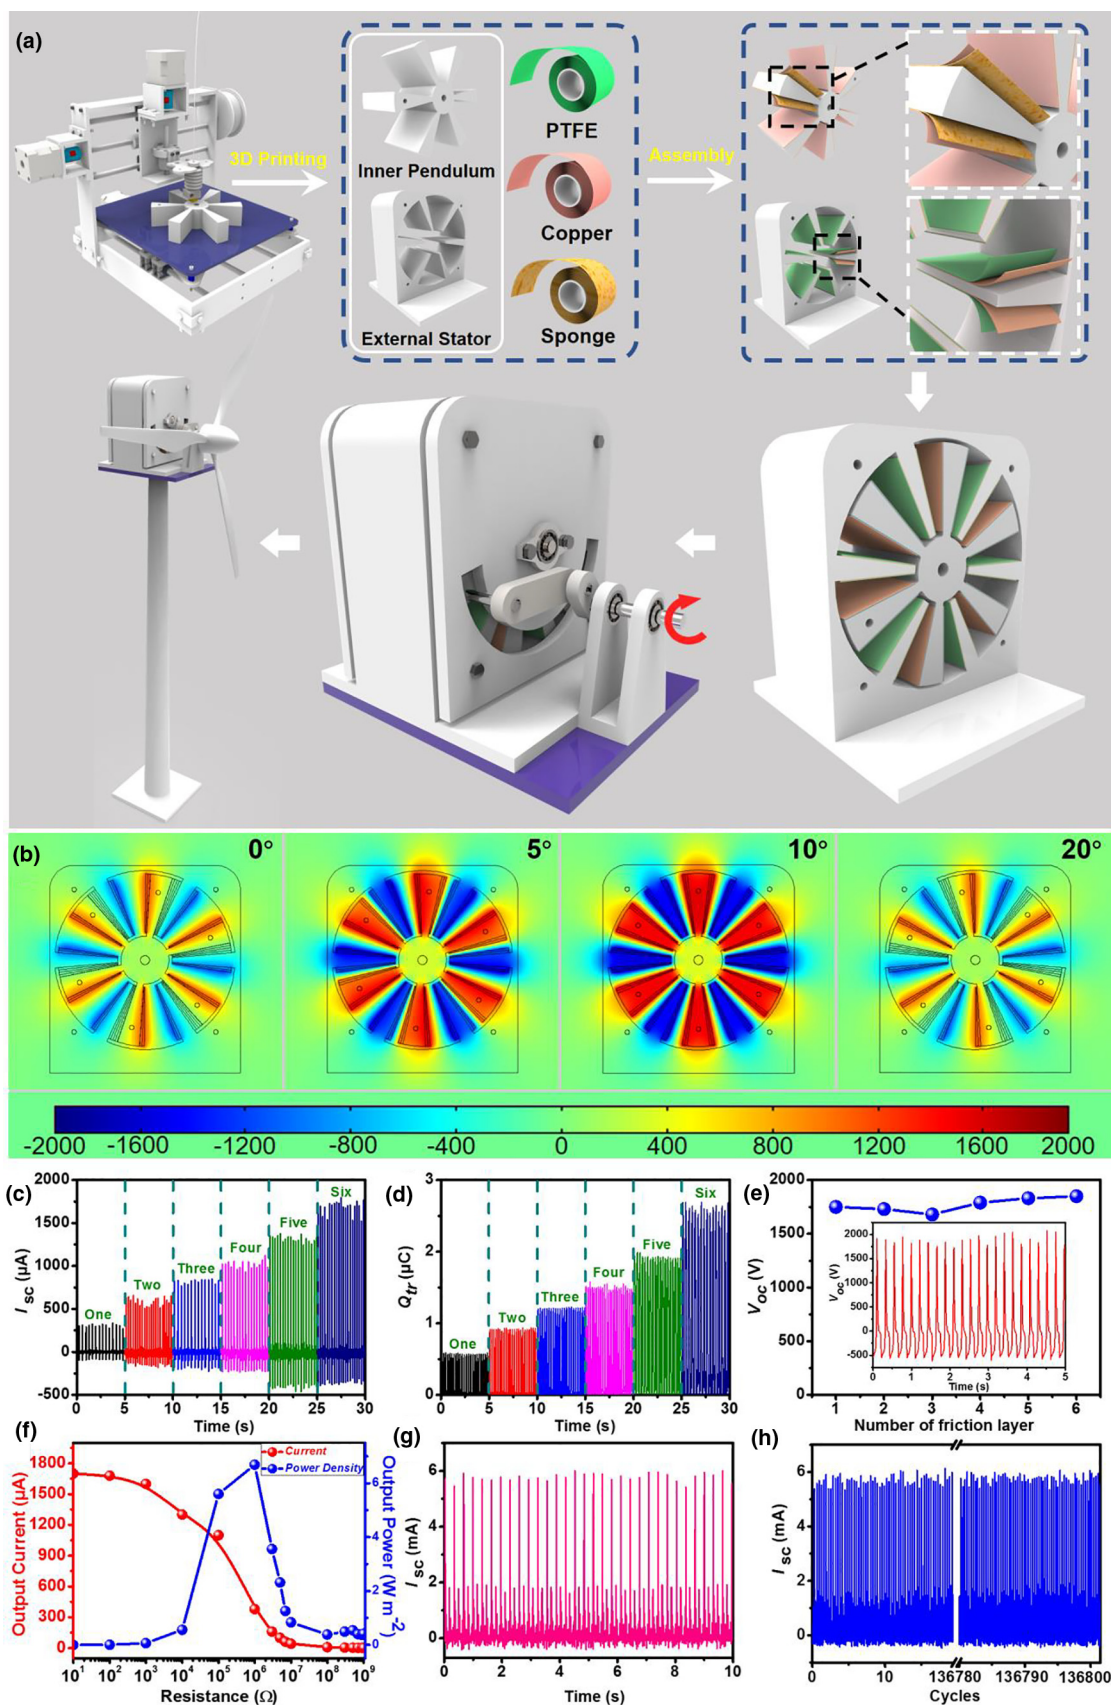 (a)
3D Printing
Inner Pendulum
External Stator
PTFE
Copper
Sponge
Assembly
(b)
0°
5°
10°
20°
-2000 -1600 -1200 -800 -400 0 400 800 1200 1600 2000
(c)
2000
1500
1000
500
0
-500
I sc (μA)
One
Two
Three
Four
Five
Six
0 5 10 15 20 25 30
Time (s)
(d)
3
2
1
0
Qtr (μC)
One
Two
Three
Four
Five
Six
0 5 10 15 20 25 30
Time (s)
(e)
2000
1500
1000
500
0
Voc (V)
2000
1500
1000
500
0
-500
Voc (V)
0 1 2 3 4 5
Time (s)
1 2 3 4 5 6
Number of friction layer
(f)
1800
1500
1200
900
600
300
0
Output Current (μA)
Current
Power Density
6
4
2
0
Output Power (W m-2)
10¹ 10² 10³ 10⁴ 10⁵ 10⁶ 10⁷ 10⁸ 10⁹
Resistance (Ω)
(g)
6
4
2
0
I sc (mA)
0 2 4 6 8 10
Time (s)
(h)
6
4
2
0
I sc (mA)
0 10 136780 136790 136800
Cycles